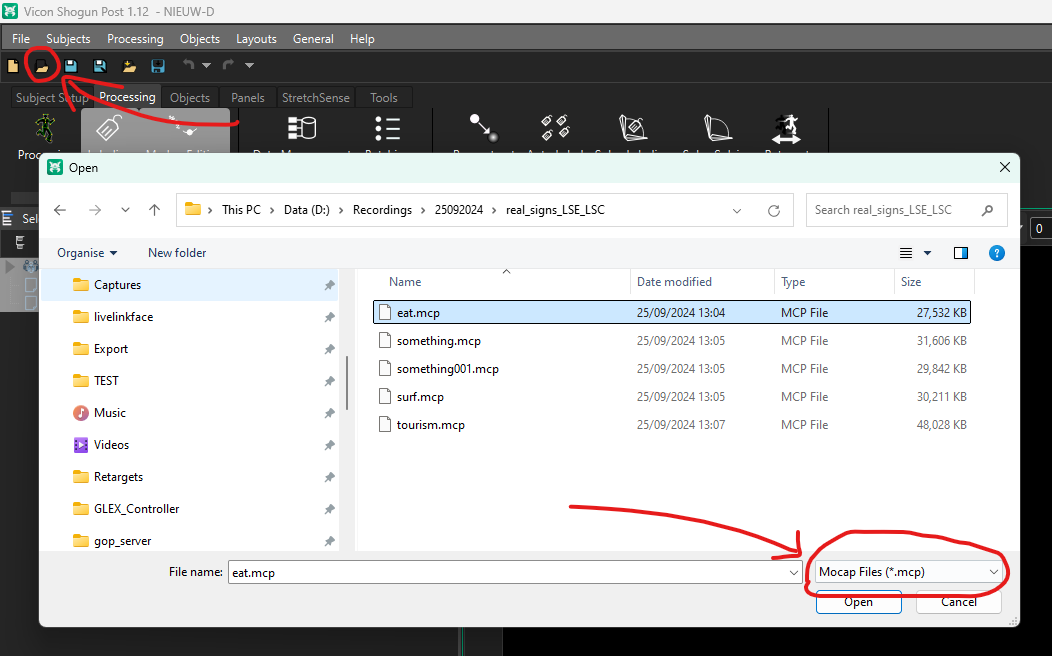 Vicon Shogun Post 1.12 - NIEUW-D
File Subjects Processing Objects Layouts General Help
Subject Setup Processing Objects Panels StretchSense Tools
Open
This PC > Data (D:) > Recordings > 25092024 > real_signs_LSE_LSC
Search real_signs_LSE_LSC
0
Organise New folder
Name Date modified Type Size
Captures
livelinkface
Export
TEST
Music
Videos
Retargets
GLEX_Controller
gop_server
eat.mcp 25/09/2024 13:04 MCP File 27,532 KB
something.mcp 25/09/2024 13:05 MCP File 31,606 KB
something001.mcp 25/09/2024 13:05 MCP File 29,842 KB
surf.mcp 25/09/2024 13:05 MCP File 30,211 KB
tourism.mcp 25/09/2024 13:07 MCP File 48,028 KB
File name: eat.mcp Mocap Files (*.mcp)
Open Cancel